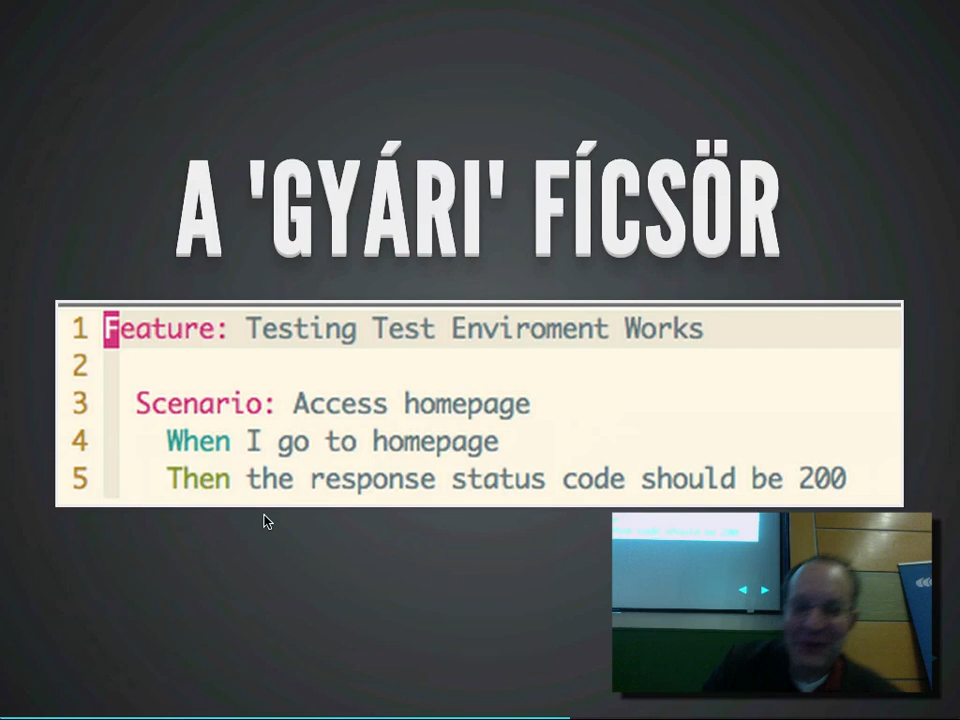 A 'GYÁRI' FÍCSÖR
1 Feature: Testing Test Enviroment Works
2
3 Scenario: Access homepage
4 When I go to homepage
5 Then the response status code should be 200